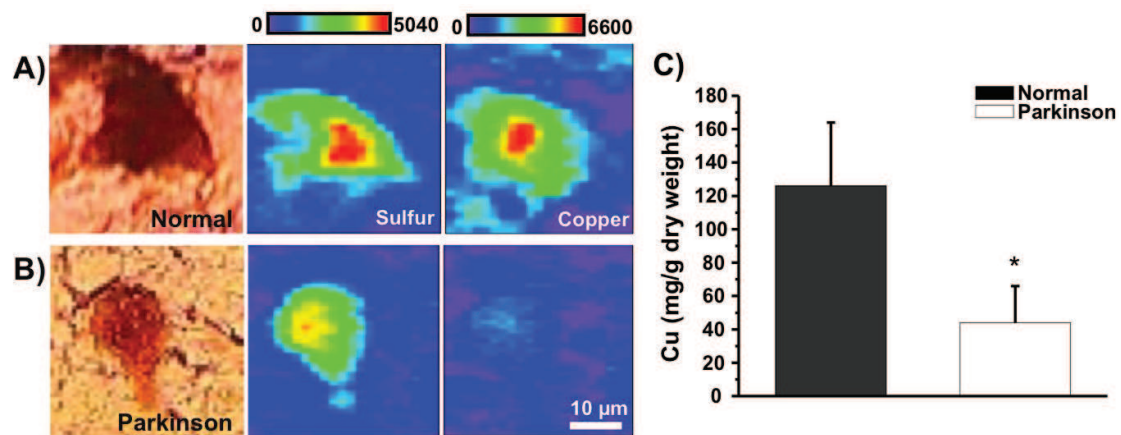 0 5040 0 6600
A)
Normal
Sulfur
Copper
B)
Parkinson
10 µm
C)
Normal
Parkinson
Cu (mg/g dry weight)
180
160
140
120
100
80
60
40
20
0
*